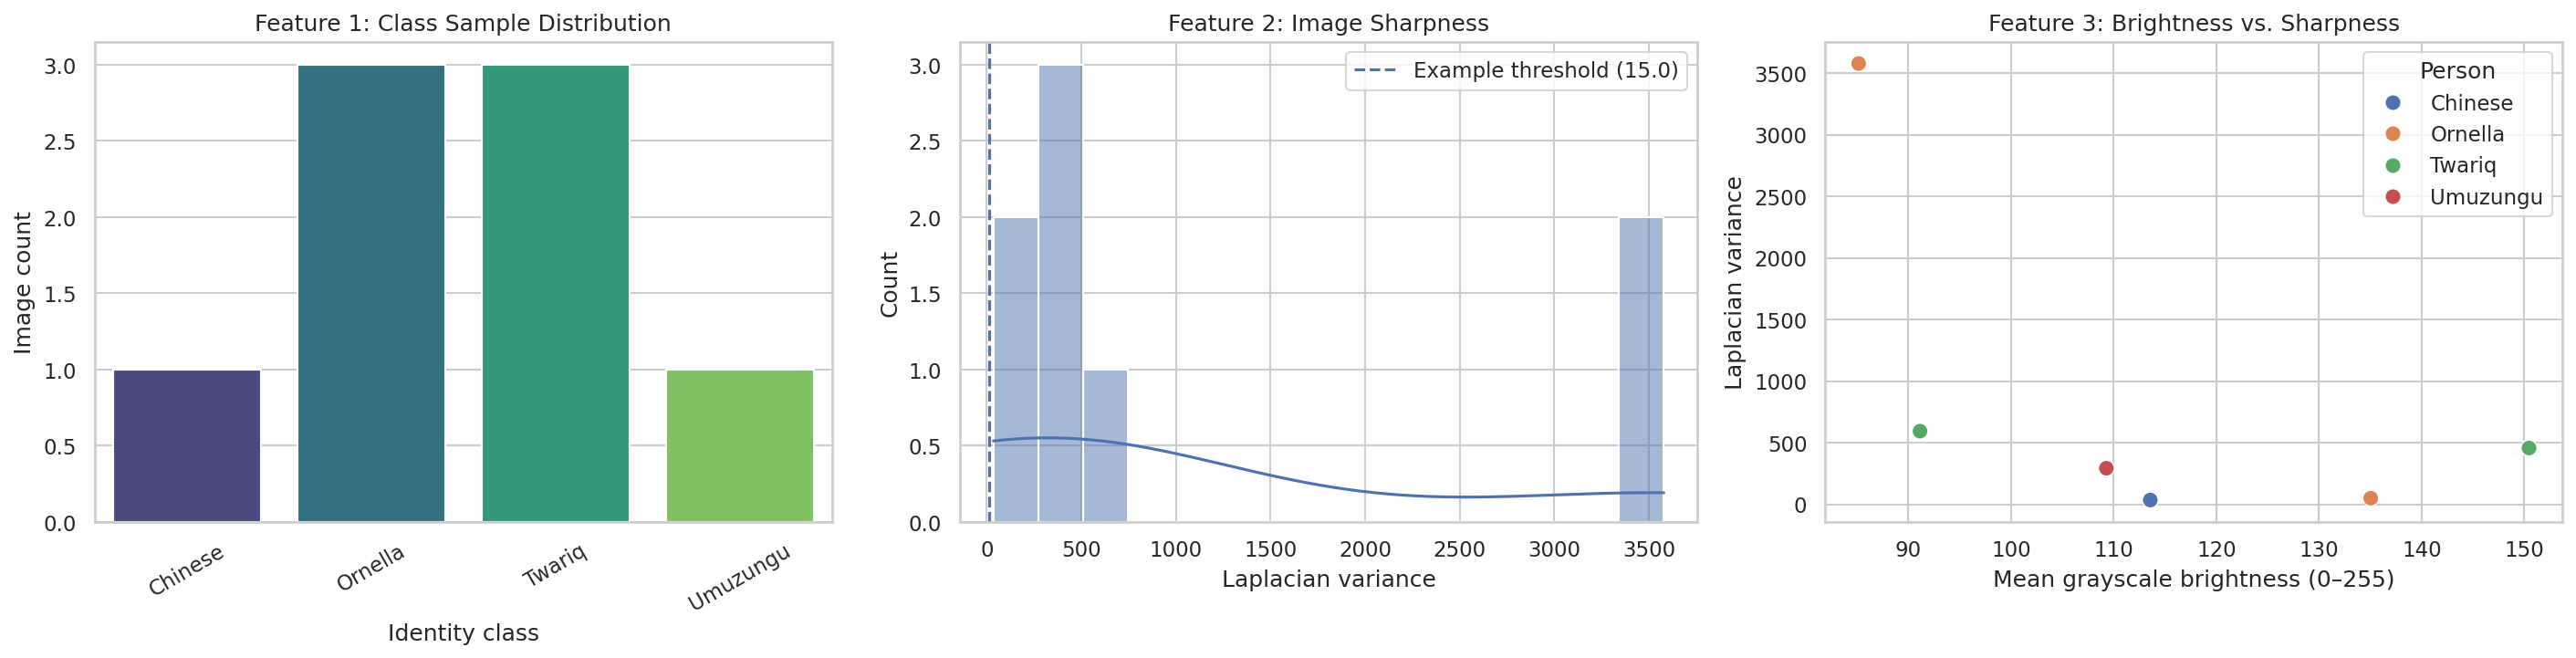 Feature 1: Class Sample Distribution
Image count
3.0
2.5
2.0
1.5
1.0
0.5
0.0
Chinese
Ornella
Twariq
Umuzungu
Identity class
Feature 2: Image Sharpness
Example threshold (15.0)
Count
3.0
2.5
2.0
1.5
1.0
0.5
0.0
0 500 1000 1500 2000 2500 3000 3500
Laplacian variance
Feature 3: Brightness vs. Sharpness
Person
Chinese
Ornella
Twariq
Umuzungu
Laplacian variance
3500
3000
2500
2000
1500
1000
500
0
90 100 110 120 130 140 150
Mean grayscale brightness (0–255)